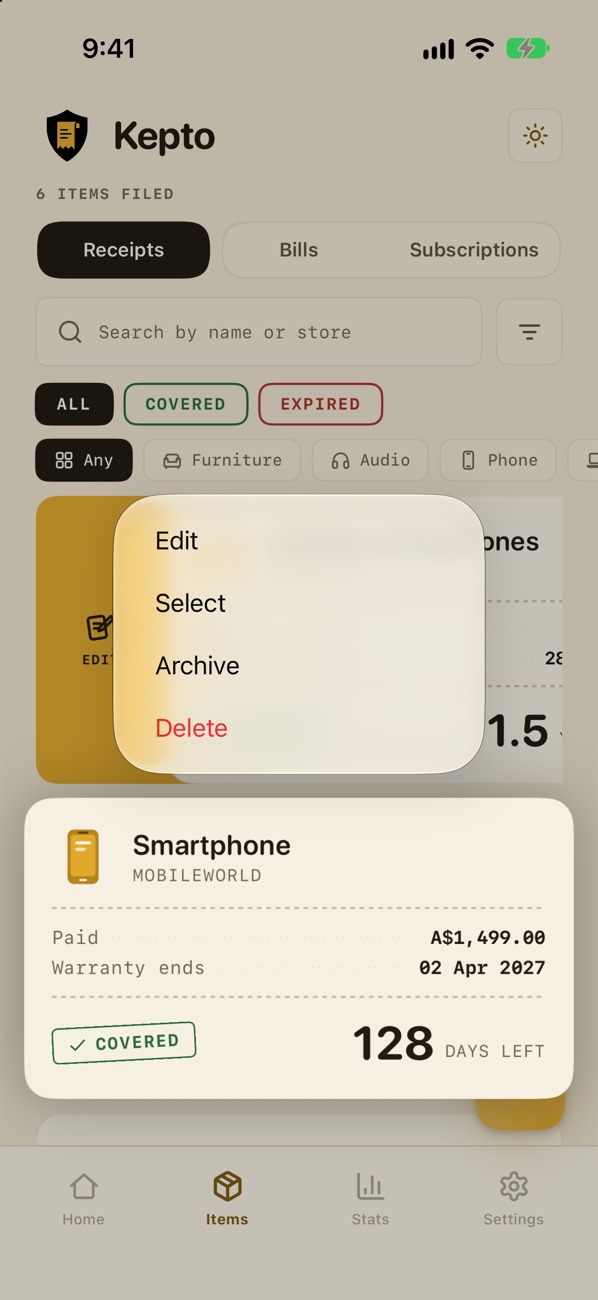 9:41
Kepto
6 ITEMS FILED
Receipts Bills Subscriptions
Search by name or store
ALL COVERED EXPIRED
Any Furniture Audio Phone
Edit
Select
Archive
Delete
1.5
Smartphone
MOBILEWORLD
Paid A$1,499.00
Warranty ends 02 Apr 2027
COVERED 128 DAYS LEFT
Home Items Stats Settings